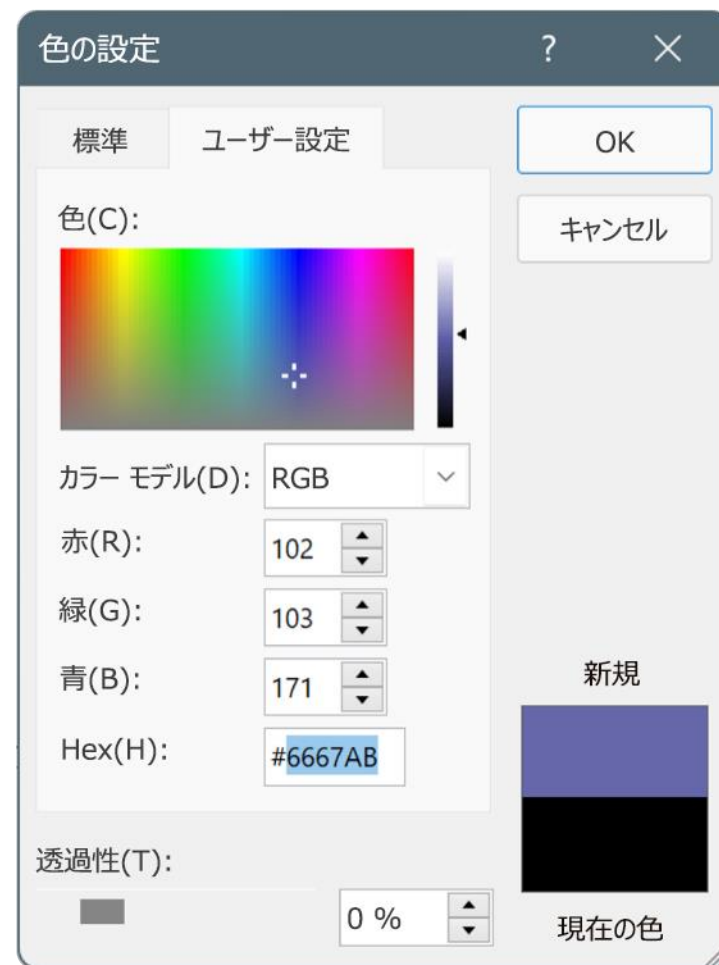 色の設定
?
標準
ユーザー設定
OK
キャンセル
色(C):
カラー モデル(D): RGB
赤(R): 102
緑(G): 103
青(B): 171
Hex(H): #6667AB
新規
現在の色
透過性(T):
0 %